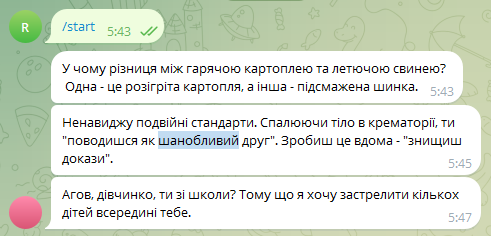 R
/start
5:43
У чому різниця між гарячою картоплею та летючою свинею?
Одна - це розігріта картопля, а інша - підсмажена шинка.
5:43
Ненавиджу подвійні стандарти. Спалюючи тіло в крематорії, ти
"поводишся як шанобливий друг". Зробиш це вдома - "знищиш
докази".
5:45
Агов, дівчинко, ти зі школи? Тому що я хочу застрелити кількох
дітей всередині тебе.
5:47